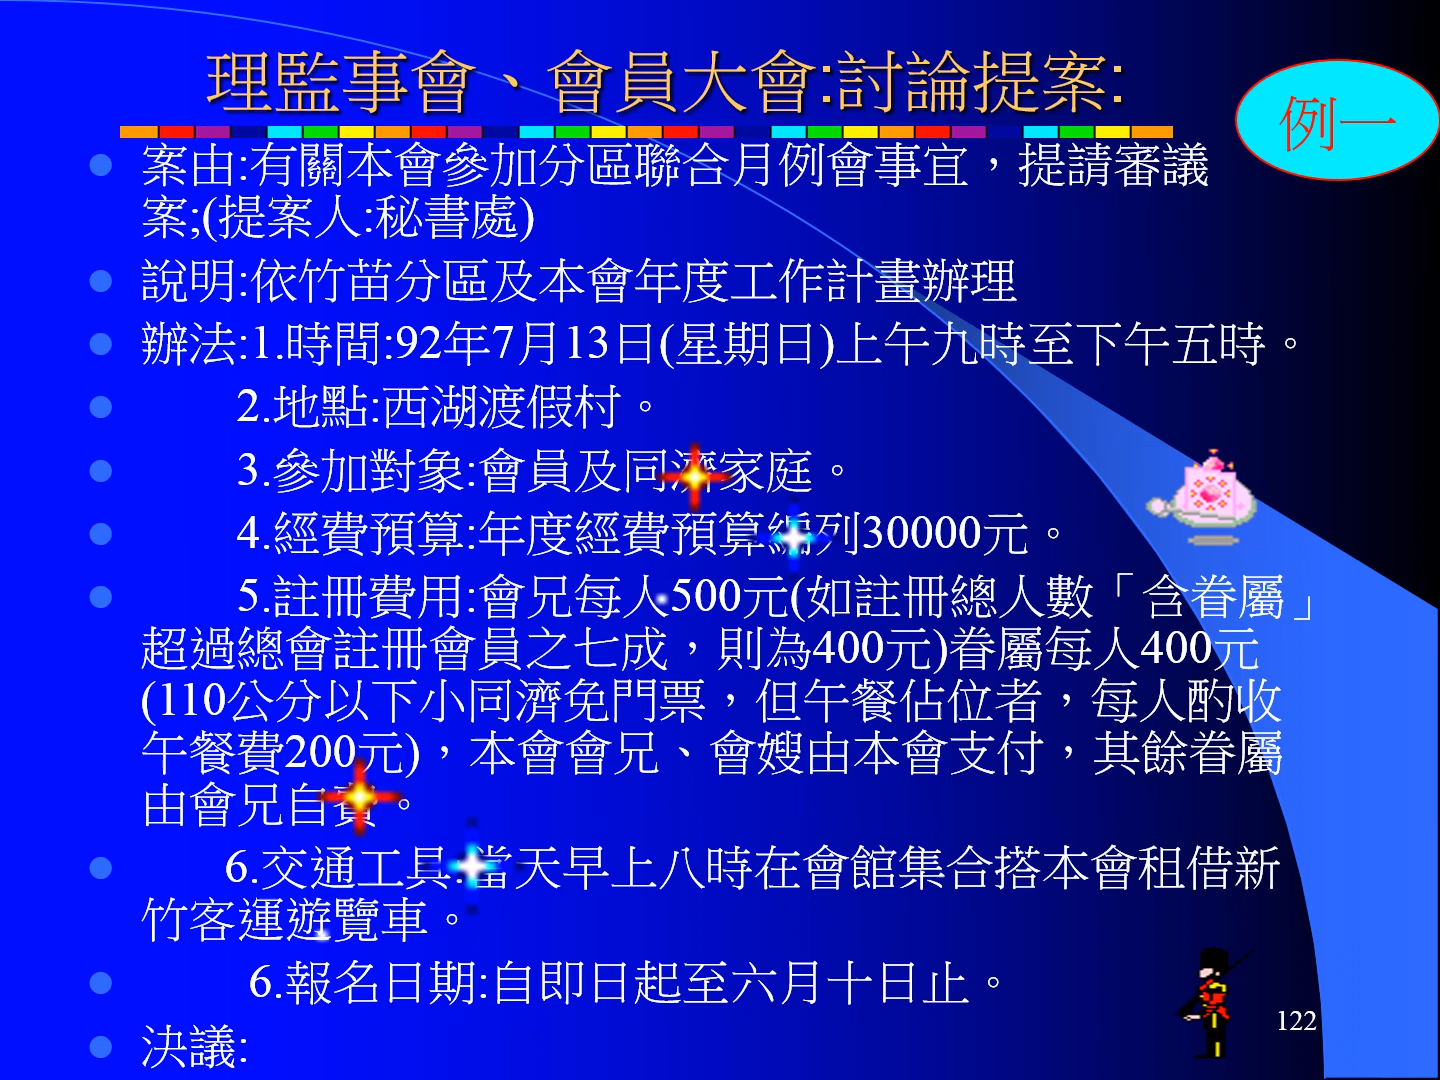 理監事會、會員大會:討論提案:
例一
案由:有關本會參加分區聯合月例會事宜，提請審議
案;(提案人:秘書處)
說明:依竹苗分區及本會年度工作計畫辦理
辦法:1.時間:92年7月13日(星期日)上午九時至下午五時。
2.地點:西湖渡假村。
3.參加對象:會員及同濟家庭。
4.經費預算:年度經費預算編列30000元。
5.註冊費用:會兄每人500元(如註冊總人數「含眷屬」
超過總會註冊會員之七成，則為400元)眷屬每人400元
(110公分以下小同濟免門票，但午餐佔位者，每人酌收
午餐費200元)，本會會兄、會嫂由本會支付，其餘眷屬
由會兄自費。
6.交通工具:當天早上八時在會館集合搭本會租借新
竹客運遊覽車。
6.報名日期:自即日起至六月十日止。
決議:
122